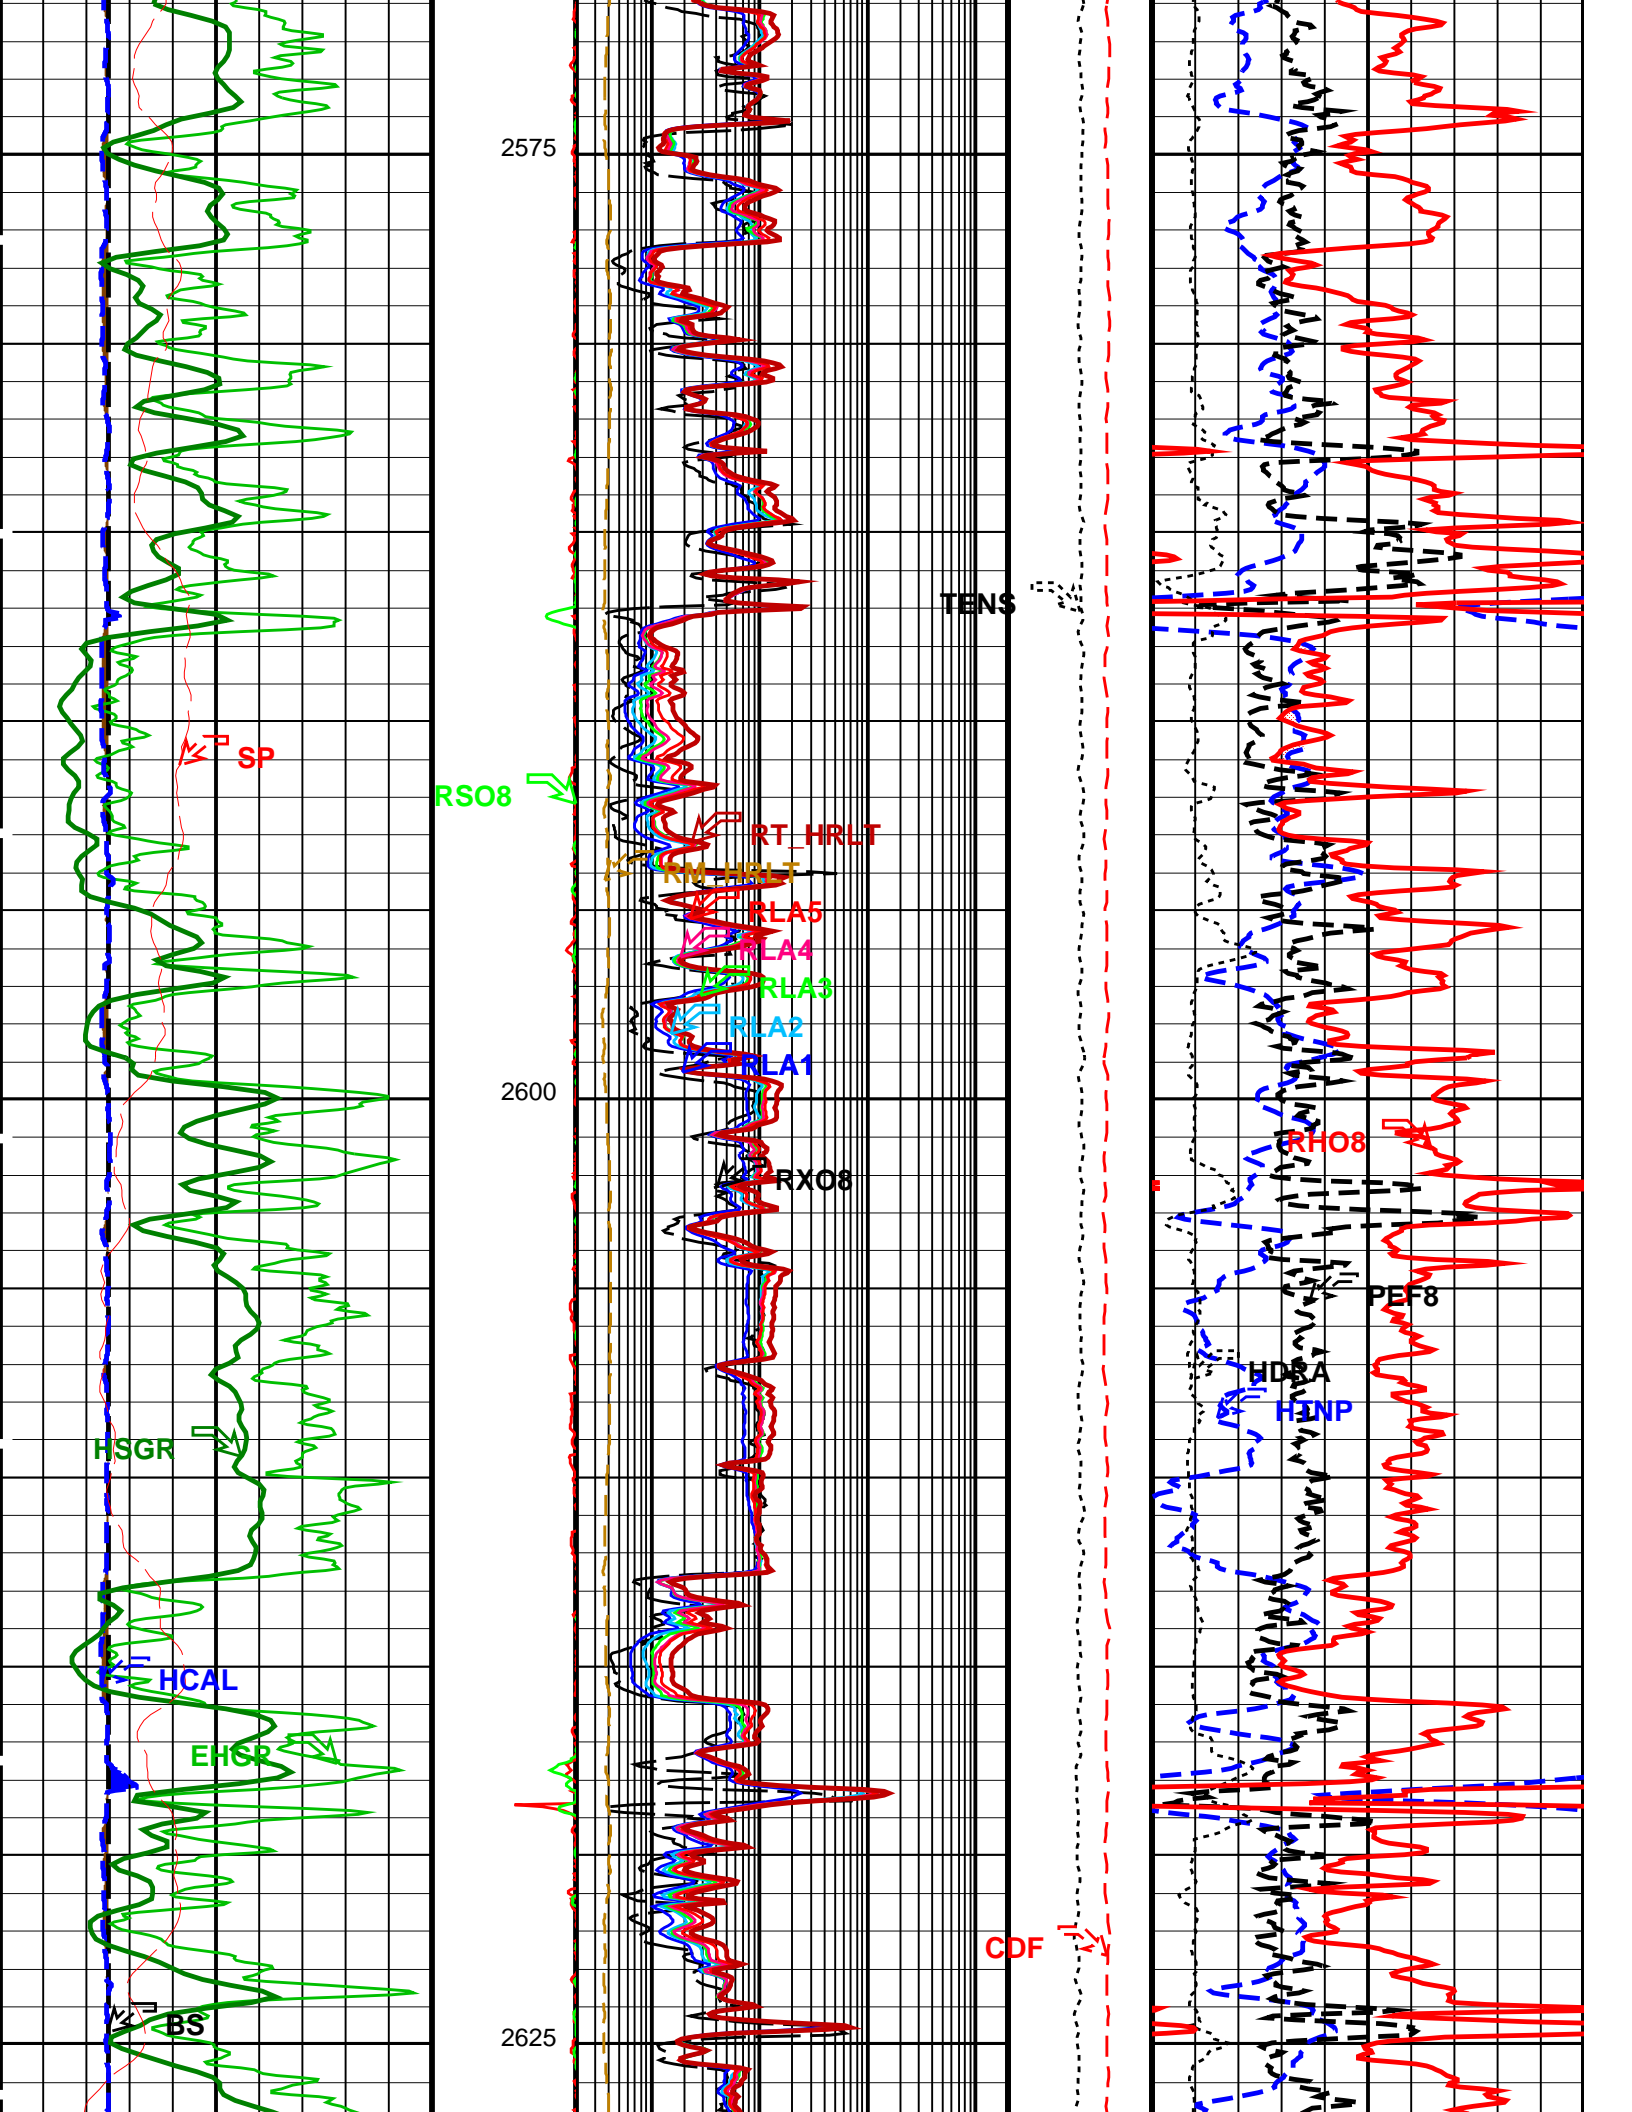 2575
TENS
SP
RSO8
RT_HRLT
RM_HRLT
RLA5
RLA4
RLA3
RLA2
RLA1
2600
RHO8
RXO8
PEF8
HDRA
HTNP
HSGR
HCAL
EHGR
CDF
BS
2625